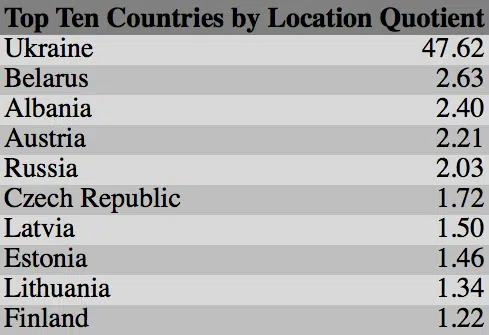 Top Ten Countries by Location Quotient
Ukraine 47.62
Belarus 2.63
Albania 2.40
Austria 2.21
Russia 2.03
Czech Republic 1.72
Latvia 1.50
Estonia 1.46
Lithuania 1.34
Finland 1.22